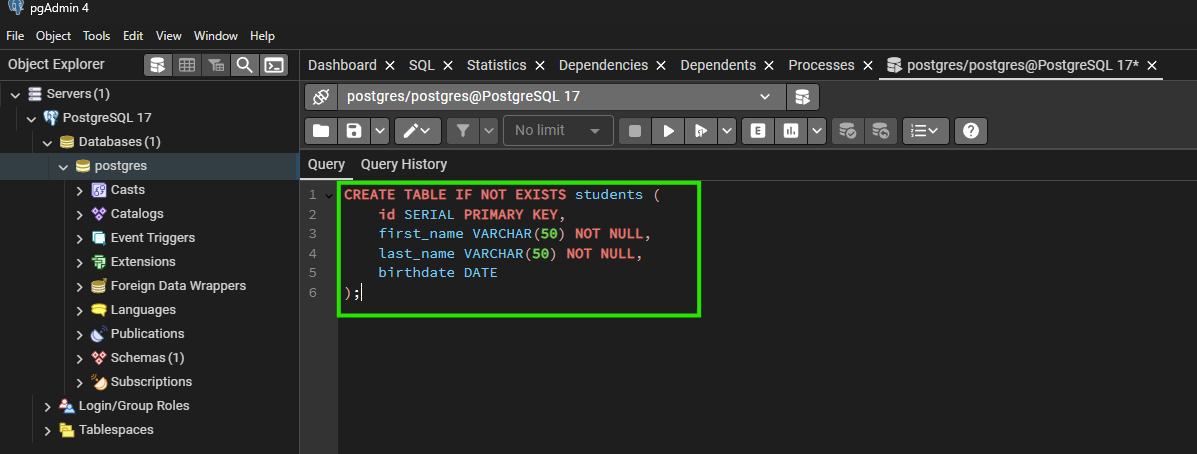 pgAdmin 4
File Object Tools Edit View Window Help
Object Explorer
Dashboard SQL Statistics Dependencies Dependents Processes postgres/postgres@PostgreSQL 17*
Servers (1)
PostgreSQL 17
Databases (1)
postgres
Casts
Catalogs
Event Triggers
Extensions
Foreign Data Wrappers
Languages
Publications
Schemas (1)
Subscriptions
Login/Group Roles
Tablespaces
postgres/postgres@PostgreSQL 17
No limit
E
Query Query History
1 CREATE TABLE IF NOT EXISTS students (
2 id SERIAL PRIMARY KEY,
3 first_name VARCHAR(50) NOT NULL,
4 last_name VARCHAR(50) NOT NULL,
5 birthdate DATE
6 );